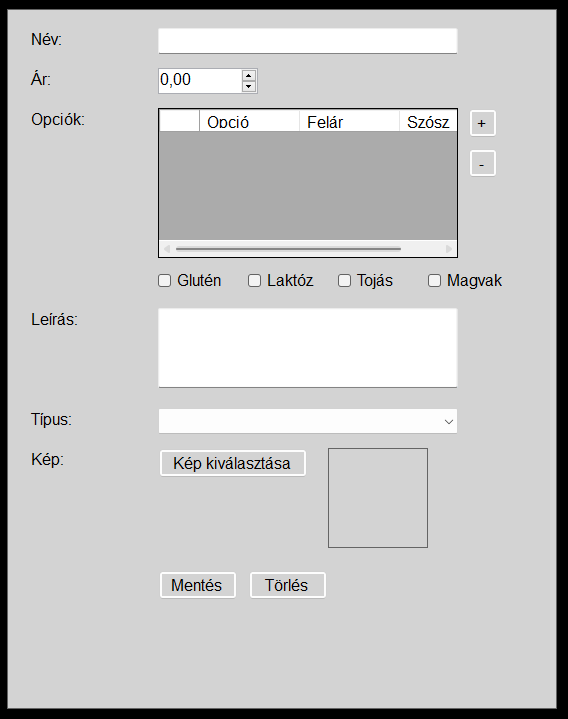 Név:
Ár: 0,00
Opciók: Opció Felár Szósz +
-
Glutén Laktóz Tojás Magvak
Leírás:
Típus:
Kép: Kép kiválasztása
Mentés Törlés